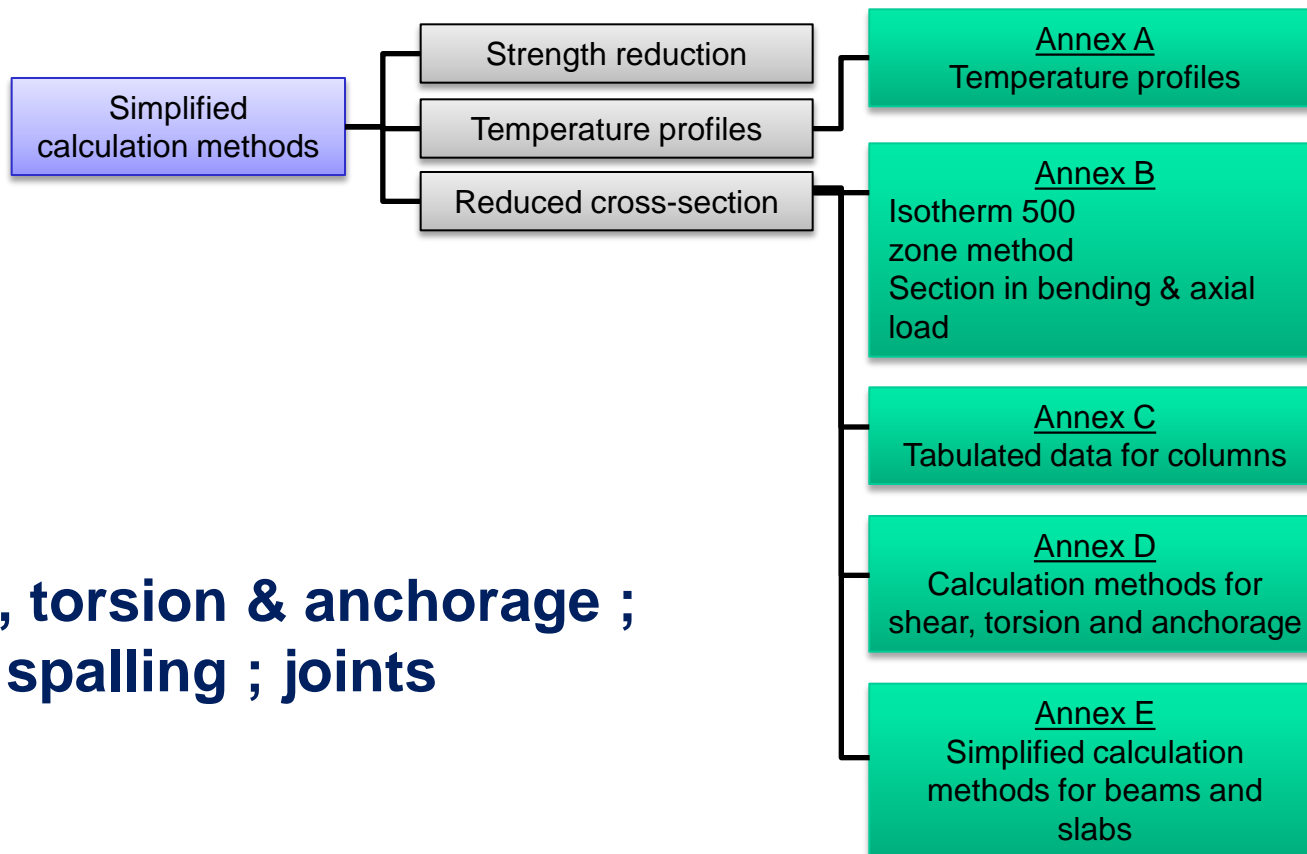 Simplified
calculation methods
Strength reduction
Temperature profiles
Reduced cross-section
Annex A
Temperature profiles
Annex B
Isotherm 500
zone method
Section in bending & axial
load
Annex C
Tabulated data for columns
Annex D
Calculation methods for
shear, torsion and anchorage
Annex E
Simplified calculation
methods for beams and
slabs
, torsion & anchorage ;
spalling ; joints